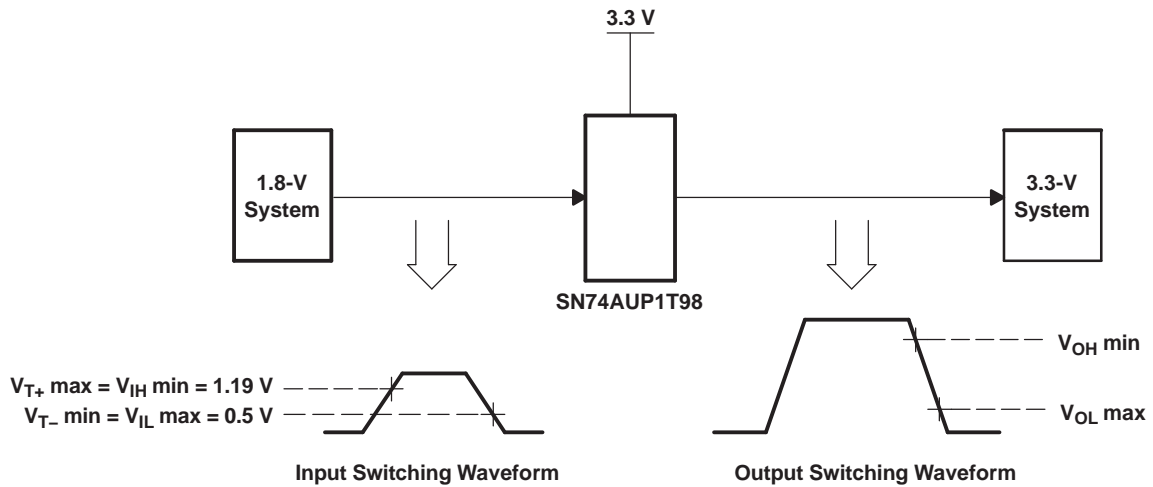 3.3 V
1.8-V
System
3.3-V
System
SN74AUP1T98
V_T+ max = V_IH min = 1.19 V
V_T– min = V_IL max = 0.5 V
V_OH min
V_OL max
Input Switching Waveform
Output Switching Waveform